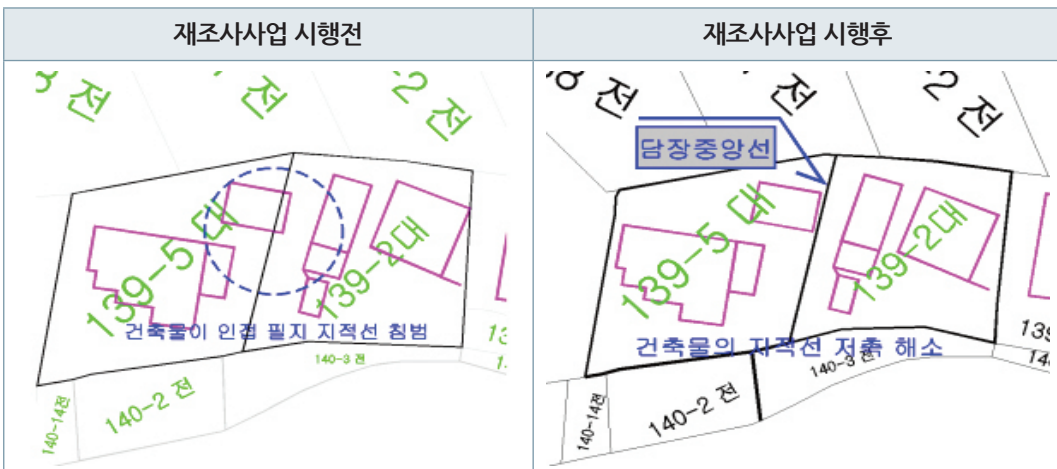 재조사사업 시행전
재조사사업 시행후
전
전
2 전
139-5 대
139-2대
건축물이 인접 필지 지적선 침범
140-3 전
140-2 전
140-14전
전
전
2 전
담장중앙선
139-5 대
139-2대
건축물의 지적선 저촉 해소
140-3 전
140-2 전
140-14전